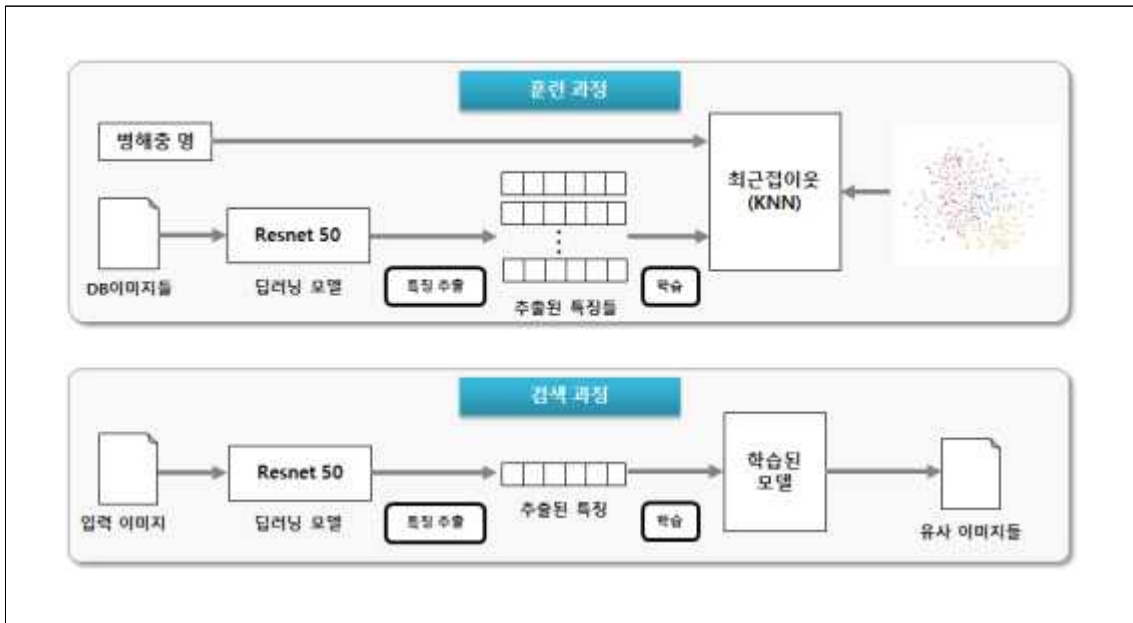 훈련 과정
병해충 명
최근접이웃
(KNN)
Resnet 50
DB이미지들
딥러닝 모델
특징 추출
추출된 특징들
학습
검색 과정
Resnet 50
학습된
모델
입력 이미지
딥러닝 모델
특징 추출
추출된 특징
학습
유사 이미지들